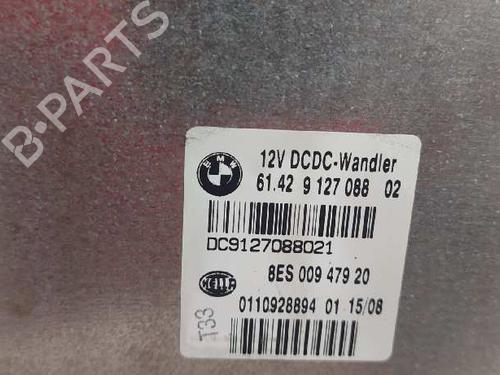 B-PARTS
BMW
12V DCDC-Wandler
61.42 9 127 088 02
DC9127088021
HELLA
8ES 009 479 20
0110928894 01 15/08
T33